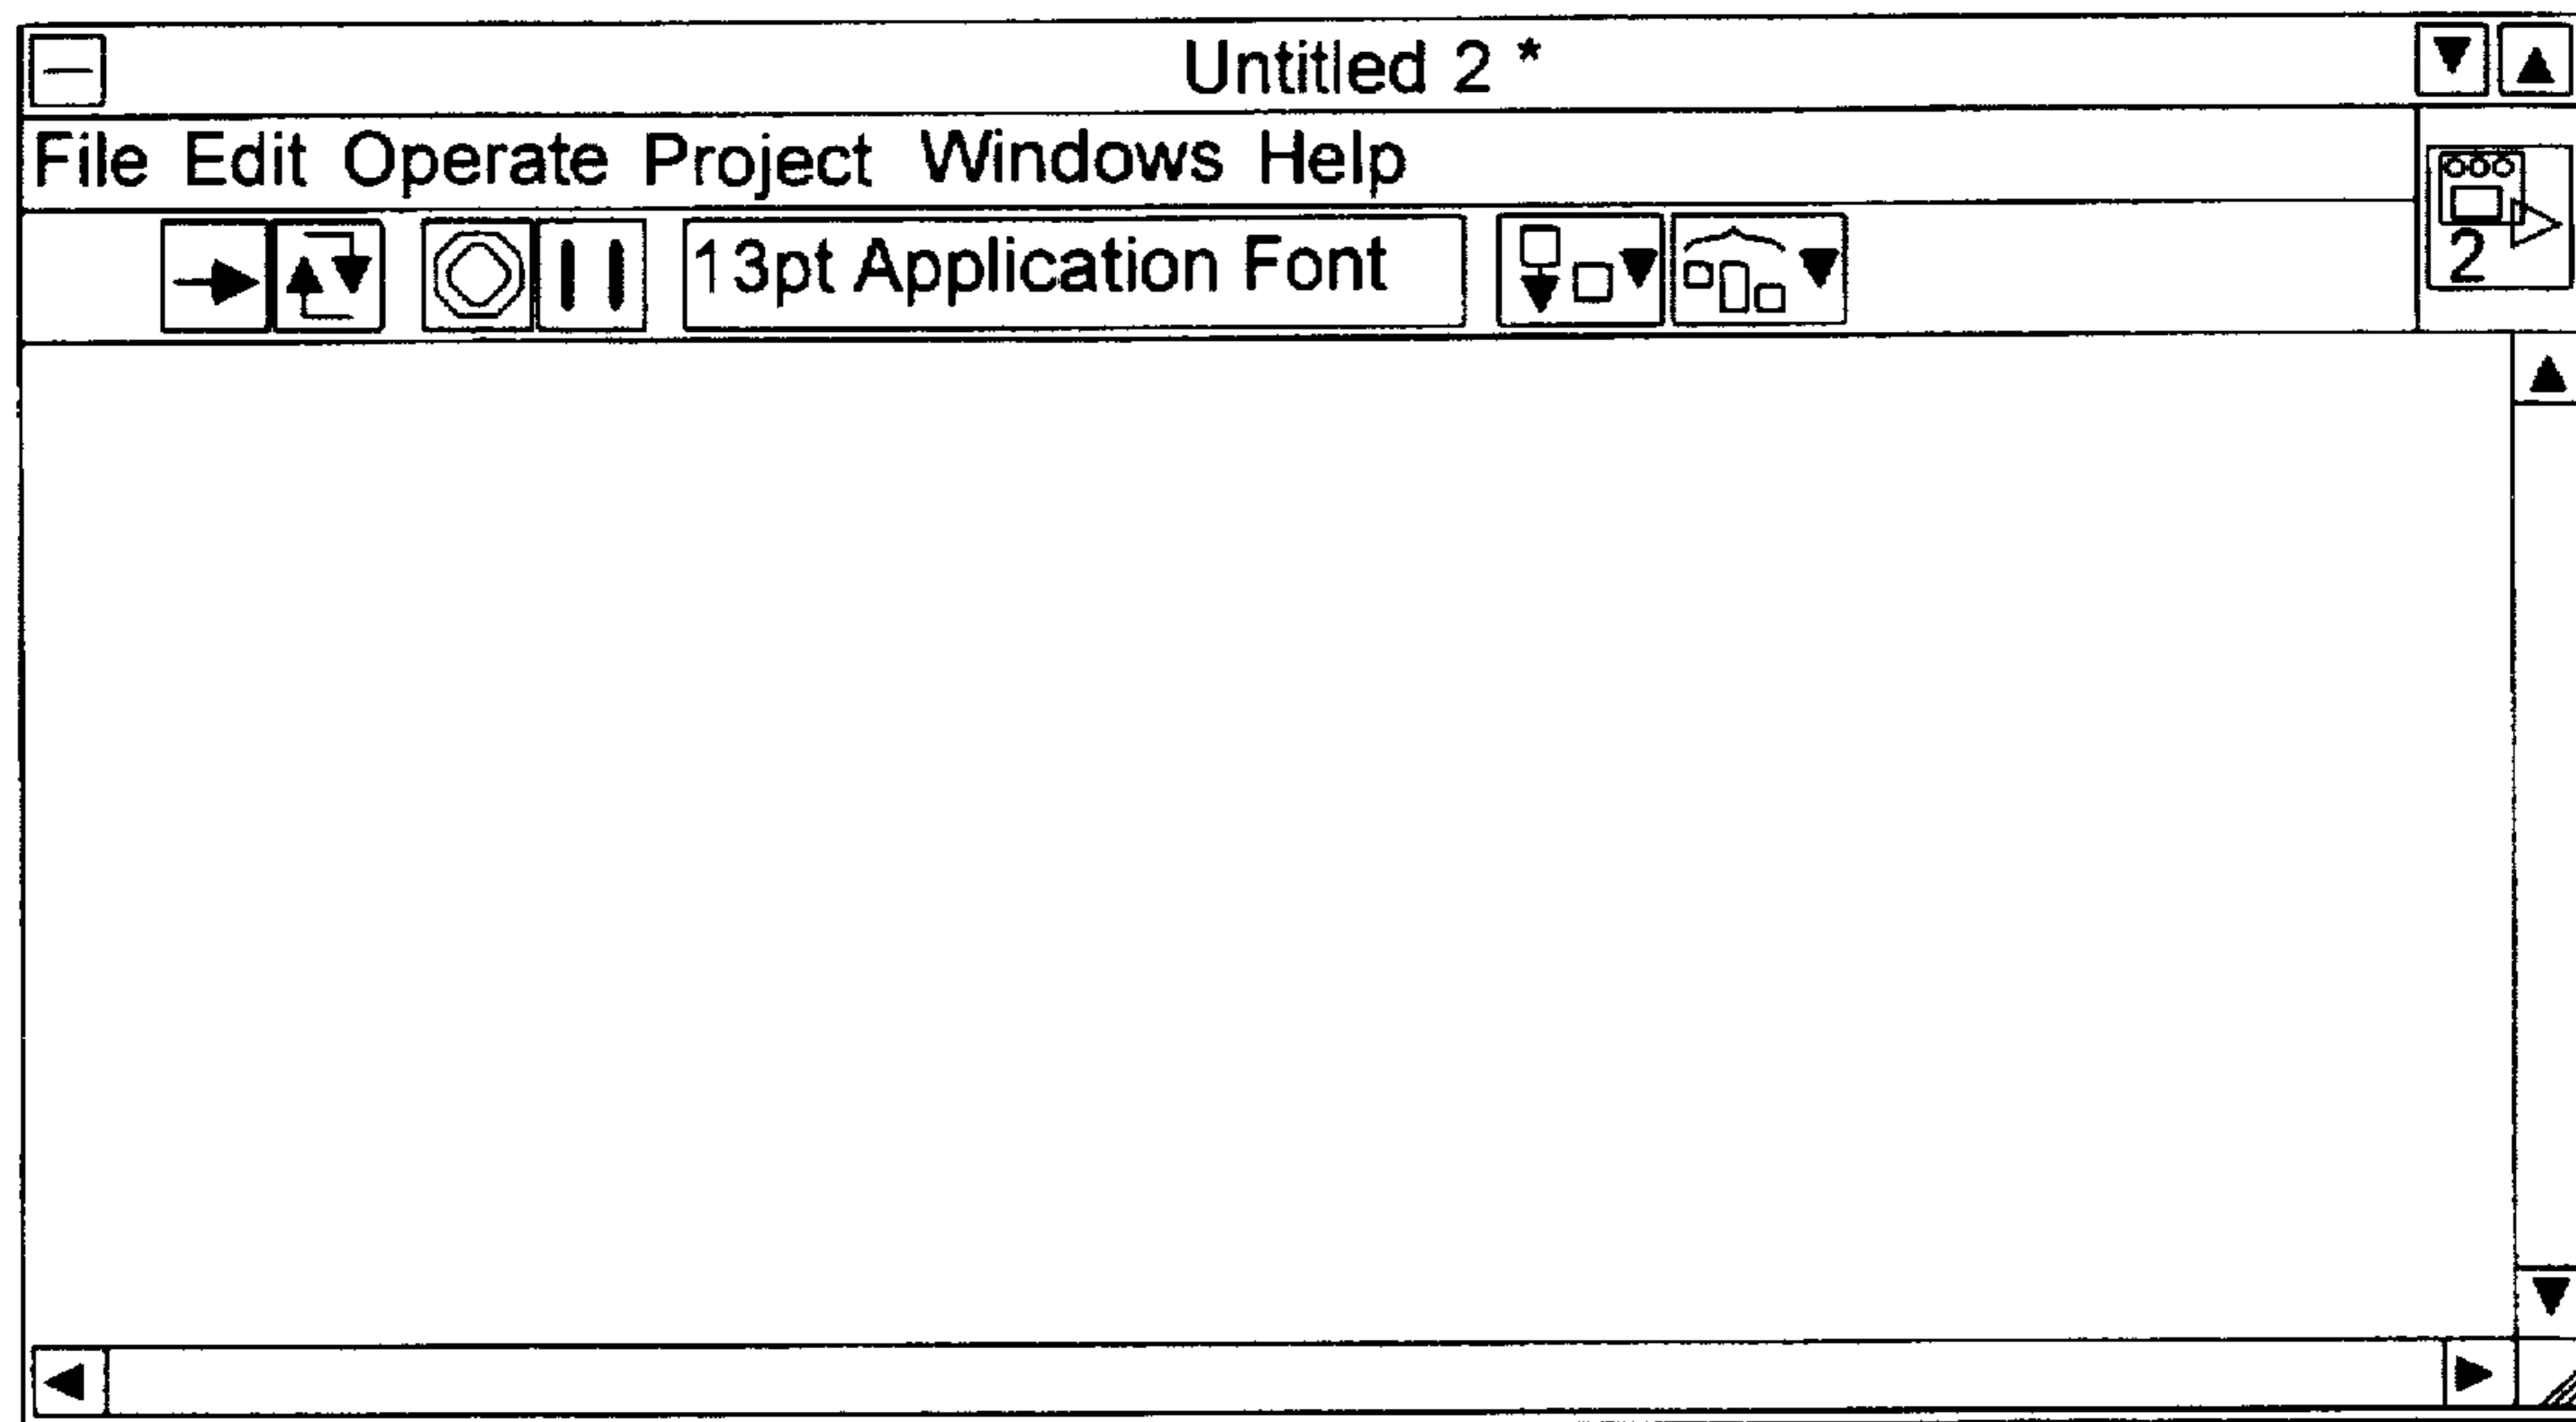 Untitled 2 *
File Edit Operate Project Windows Help
13pt Application Font
2